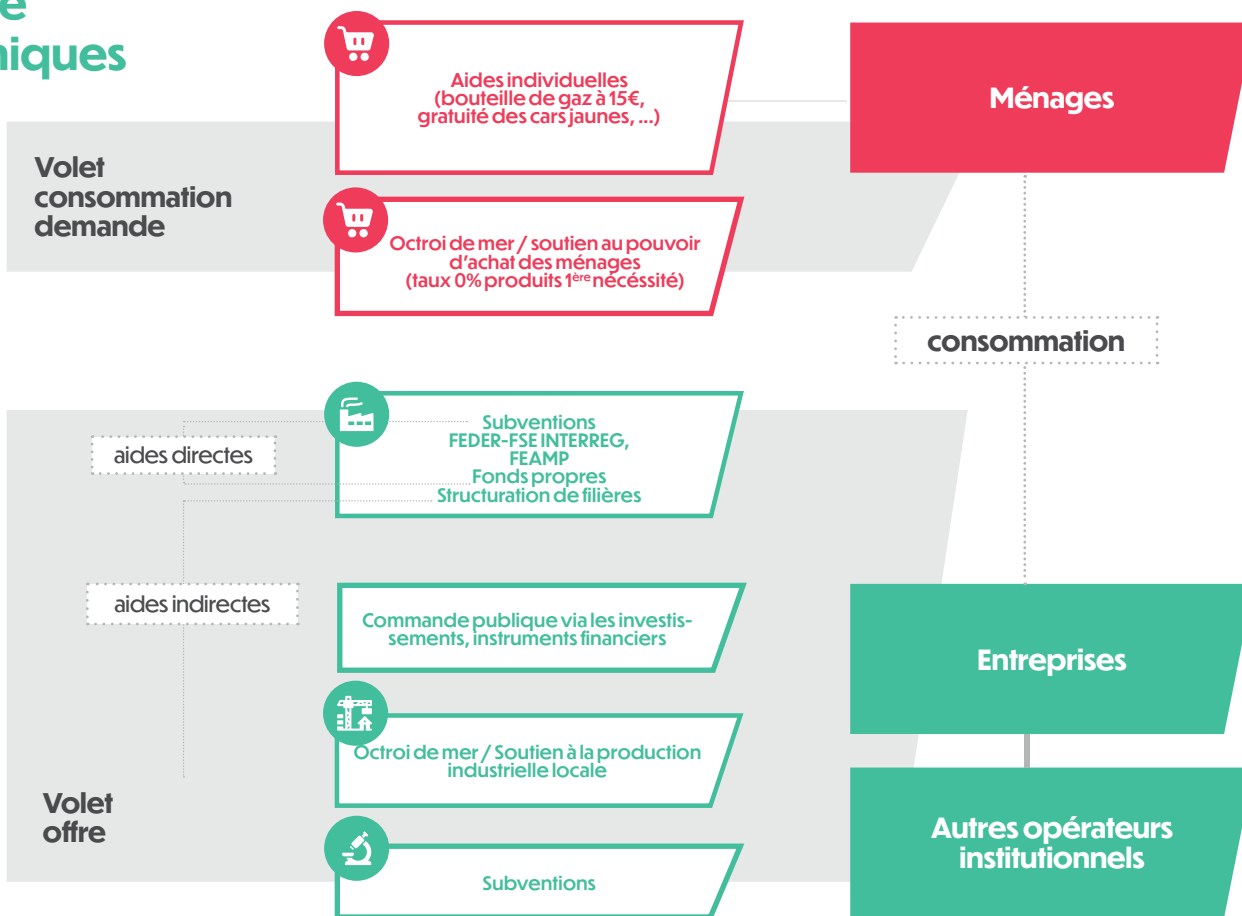 niques
Aides individuelles
(bouteille de gaz à 15€,
gratuité des cars jaunes, ...)
Ménages
Volet
consommation
demande
Octroi de mer / soutien au pouvoir
d'achat des ménages
(taux 0% produits 1ère nécéssité)
consommation
aides directes
Subventions
FEDER-FSE INTERREG,
FEAMP
Fonds propres
Structuration de filières
aides indirectes
Commande publique via les investis-
sements, instruments financiers
Entreprises
Octroi de mer / Soutien à la production
industrielle locale
Volet
offre
Autres opérateurs
institutionnels
Subventions